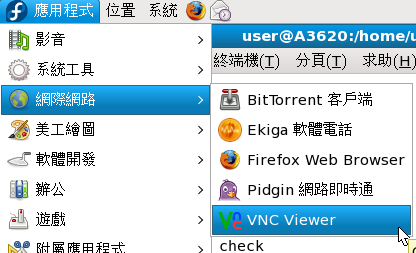 應用程式 位置 系統
影音
系統工具
網際網路
美工繪圖
軟體開發
辦公
遊戲
附屬應用程式
user@A3620:/home/u
終端機(T) 分頁(T) 求助(H)
BitTorrent 客戶端
Ekiga 軟體電話
Firefox Web Browser
Pidgin 網路即時通
VNC Viewer
check